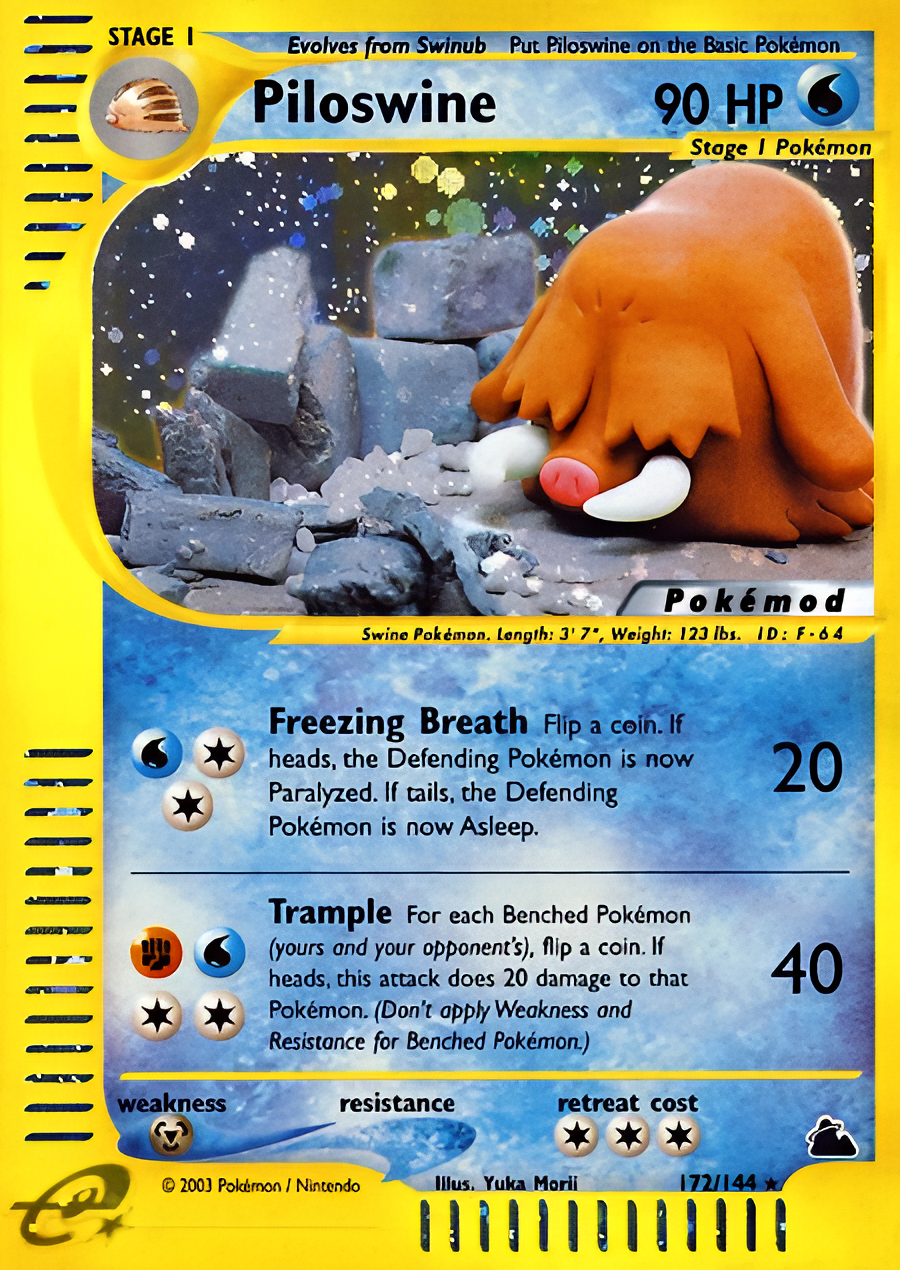 STAGE 1
Evolves from Swinub Put Piloswine on the Basic Pokémon
Piloswine 90 HP
Stage 1 Pokémon
Pokémod
Swine Pokémon. Length: 3' 7", Weight: 123 lbs. ID: F-64
Freezing Breath Flip a coin. If
heads, the Defending Pokémon is now
Paralyzed. If tails, the Defending
Pokémon is now Asleep.
20
Trample For each Benched Pokémon
(yours and your opponent's), flip a coin. If
heads, this attack does 20 damage to that
Pokémon. (Don't apply Weakness and
Resistance for Benched Pokémon.)
40
weakness resistance retreat cost
© 2003 Pokémon / Nintendo Illus. Yuka Morii 172/144 ★
e